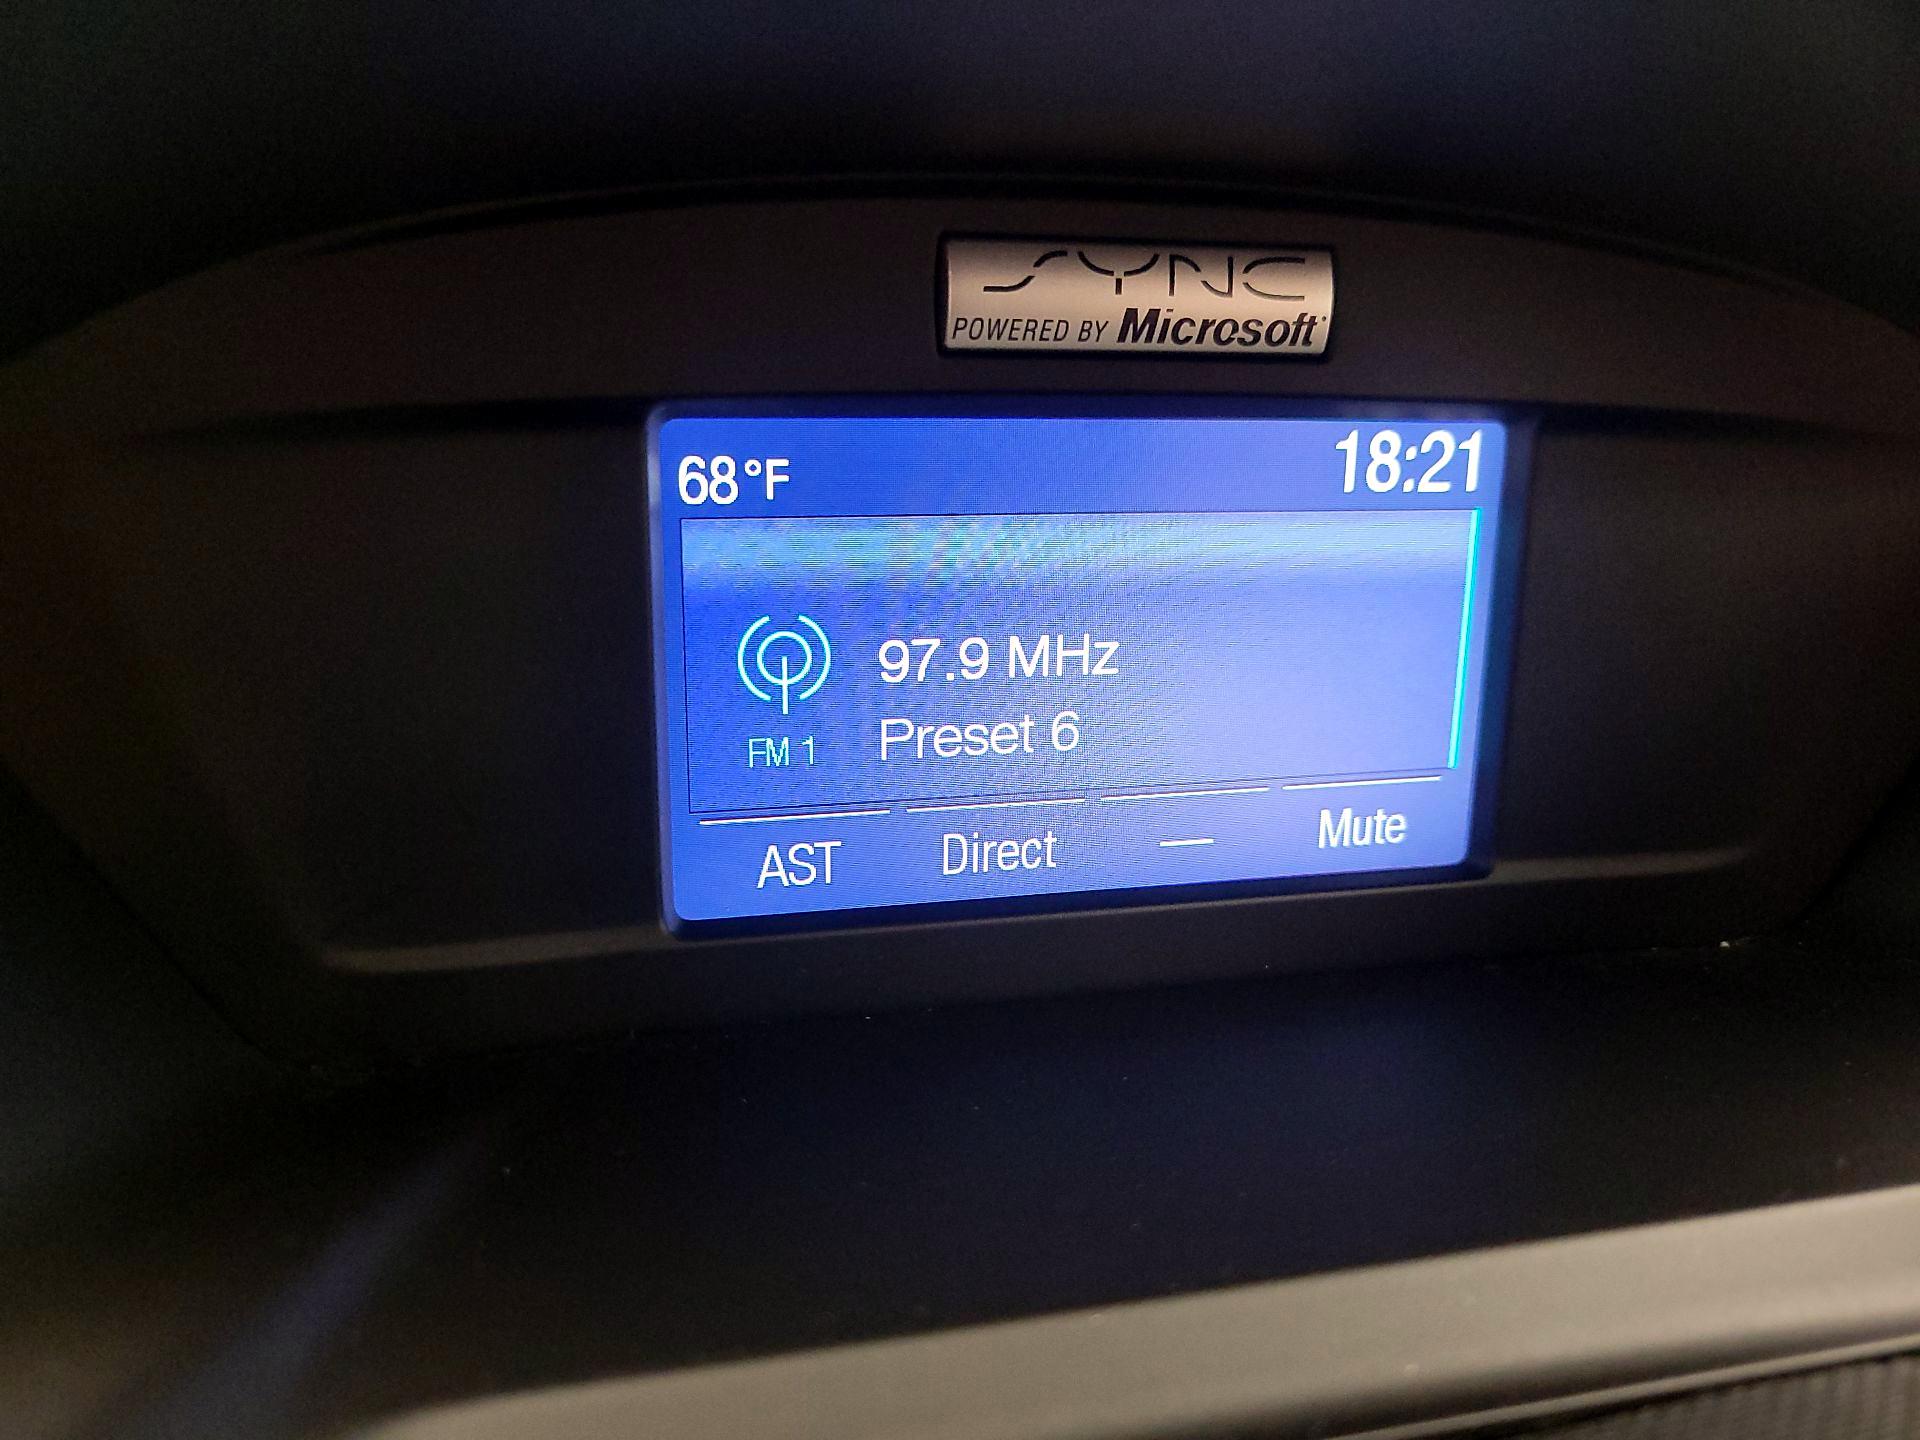 SYNC
POWERED BY Microsoft
68°F
18:21
97.9 MHz
FM 1
Preset 6
AST
Direct
—
Mute